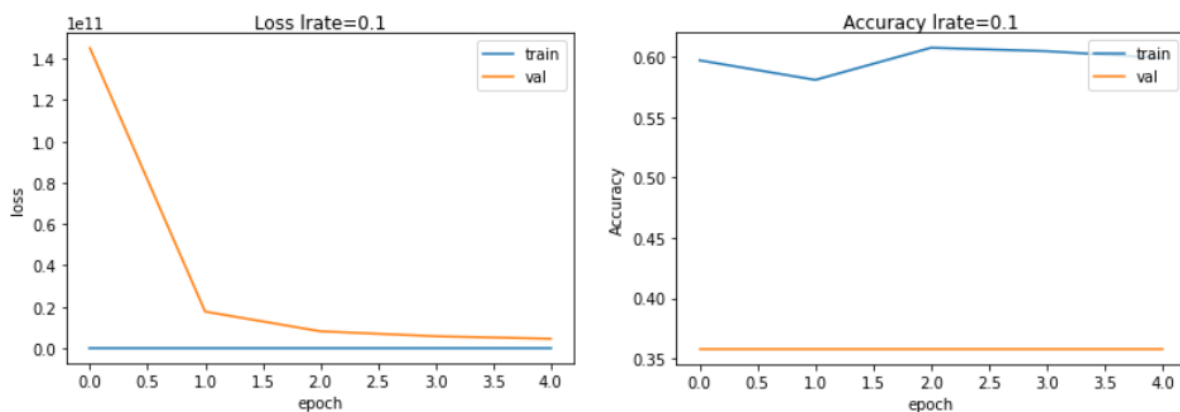 Loss lrate=0.1
1e11
train
val
1.4
1.2
1.0
0.8
0.6
0.4
0.2
0.0
loss
0.0 0.5 1.0 1.5 2.0 2.5 3.0 3.5 4.0
epoch
Accuracy lrate=0.1
train
val
0.60
0.55
0.50
0.45
0.40
0.35
Accuracy
0.0 0.5 1.0 1.5 2.0 2.5 3.0 3.5 4.0
epoch